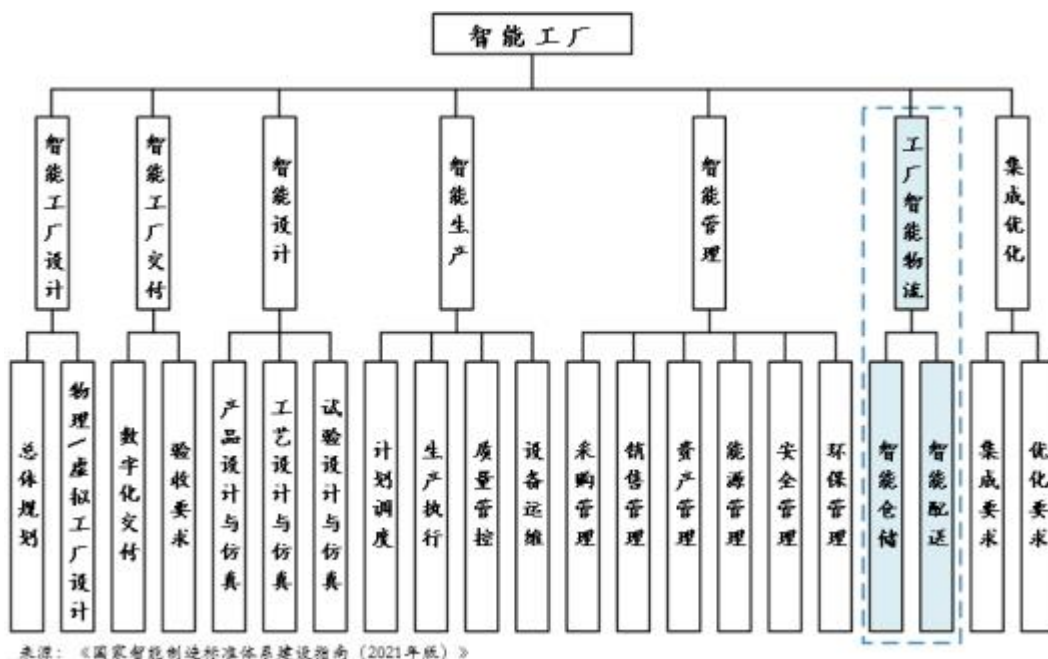 智能工厂
智能工厂设计
智能工厂交付
智能设计
智能生产
智能管理
工厂智能物流
集成优化
总体规划
物理/虚拟工厂设计
数字化交付
验收要求
产品设计与仿真
工艺设计与仿真
试验设计与仿真
计划调度
生产执行
质量管控
设备运维
采购管理
销售管理
资产管理
能源管理
安全管理
环保管理
智能仓储
智能配送
集成要求
优化要求
来源：《国家智能制造标准体系建设指南（2021年版）》